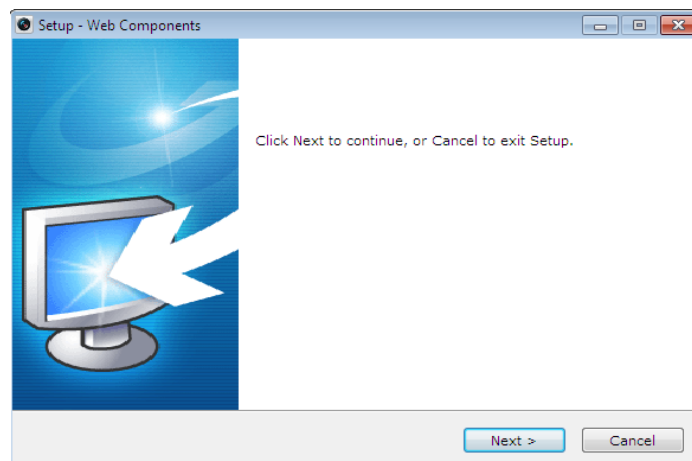 Setup - Web Components
Click Next to continue, or Cancel to exit Setup.
Next >
Cancel